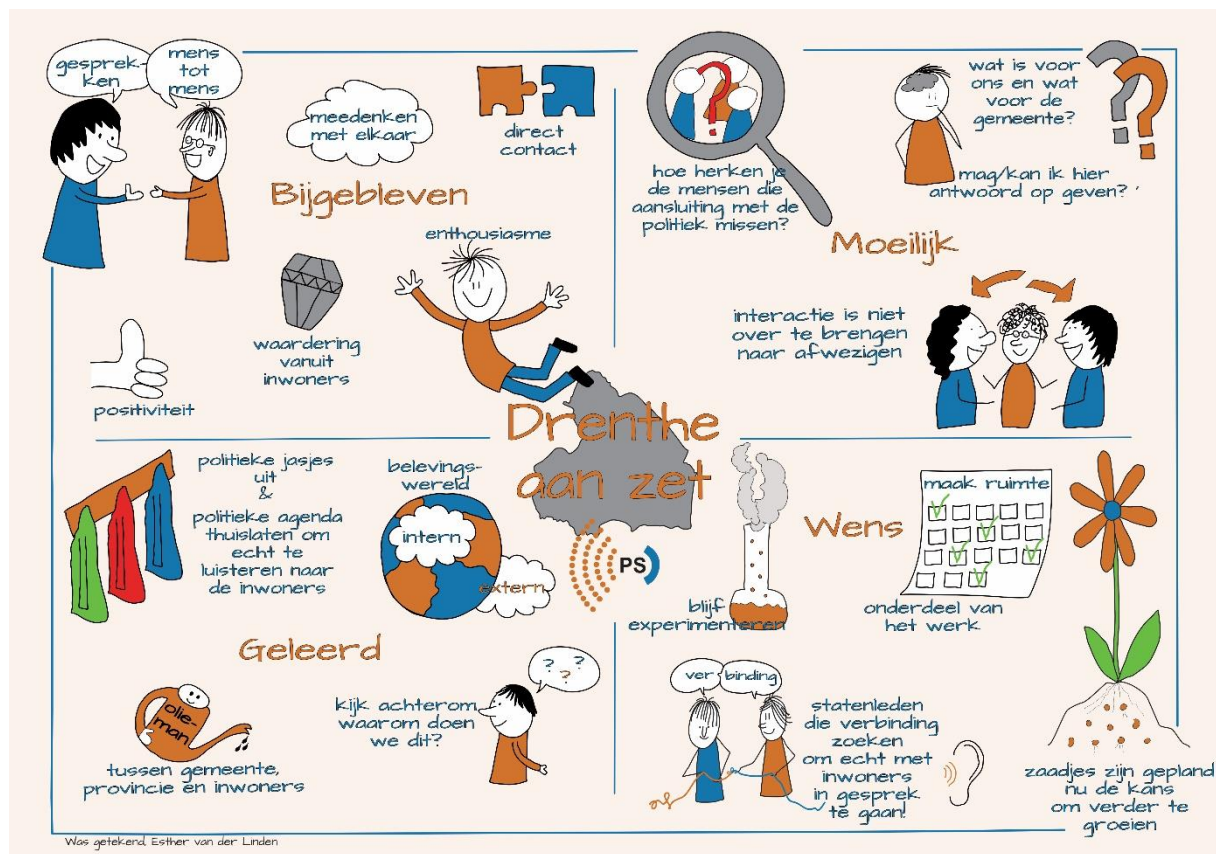 gesprek-
ken
mens
tot
mens
meedenken
met elkaar
direct
contact
Bijgebleven
enthousiasme
waardering
vanuit
inwoners
positiviteit
hoe herken je
de mensen die
aansluiting met de
politiek missen?
wat is voor
ons en wat
voor de
gemeente?
mag/kan ik hier
antwoord op geven? '
Moeilijk
interactie is niet
over te brengen
naar afwezigen
Drenthe
aan zet
PS
politieke jasjes
uit
&
politieke agenda
thuislaten om
echt te
luisteren naar
de inwoners
belevings-
wereld
intern
extern
Geleerd
olie-
man
tussen gemeente,
provincie en inwoners
kijk achterom,
waarom doen
we dit?
? ? ?
Wens
blijf
experimenteren
maak ruimte
onderdeel van
het werk
ver-binding
statenleden
die verbinding
zoeken
om echt met
inwoners
in gesprek
te gaan!
zaadjes zijn gepland
nu de kans
om verder te
groeien
Was getekend, Esther van der Linden